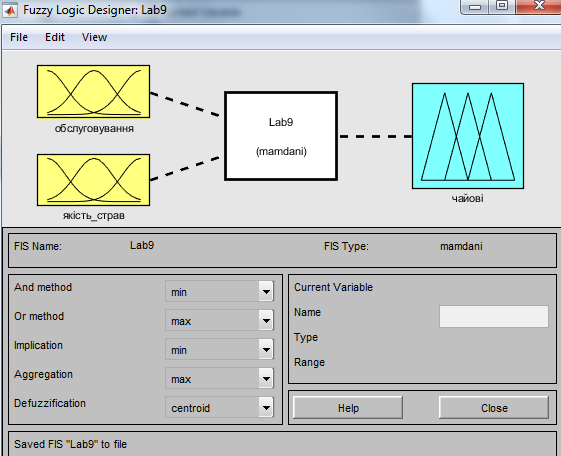 Fuzzy Logic Designer: Lab9
File Edit View
обслуговування
Lab9
(mamdani)
якість_страв
чайові
FIS Name: Lab9 FIS Type: mamdani
And method min
Or method max
Implication min
Aggregation max
Defuzzification centroid
Current Variable
Name
Type
Range
Help Close
Saved FIS "Lab9" to file